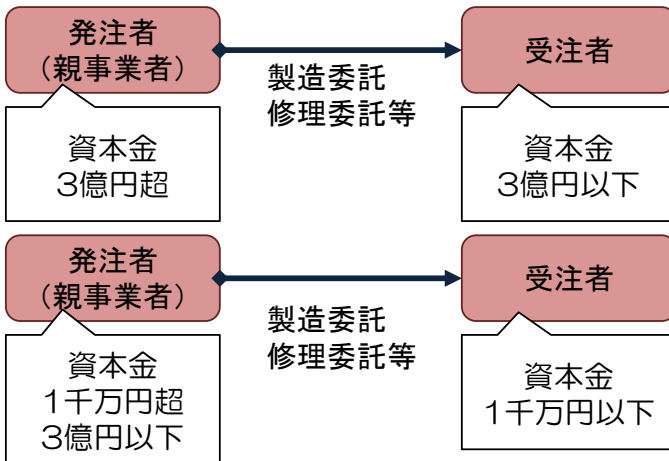 発注者
（親事業者）
製造委託
修理委託等
受注者
資本金
3億円超
資本金
3億円以下
発注者
（親事業者）
製造委託
修理委託等
受注者
資本金
1千万円超
3億円以下
資本金
1千万円以下